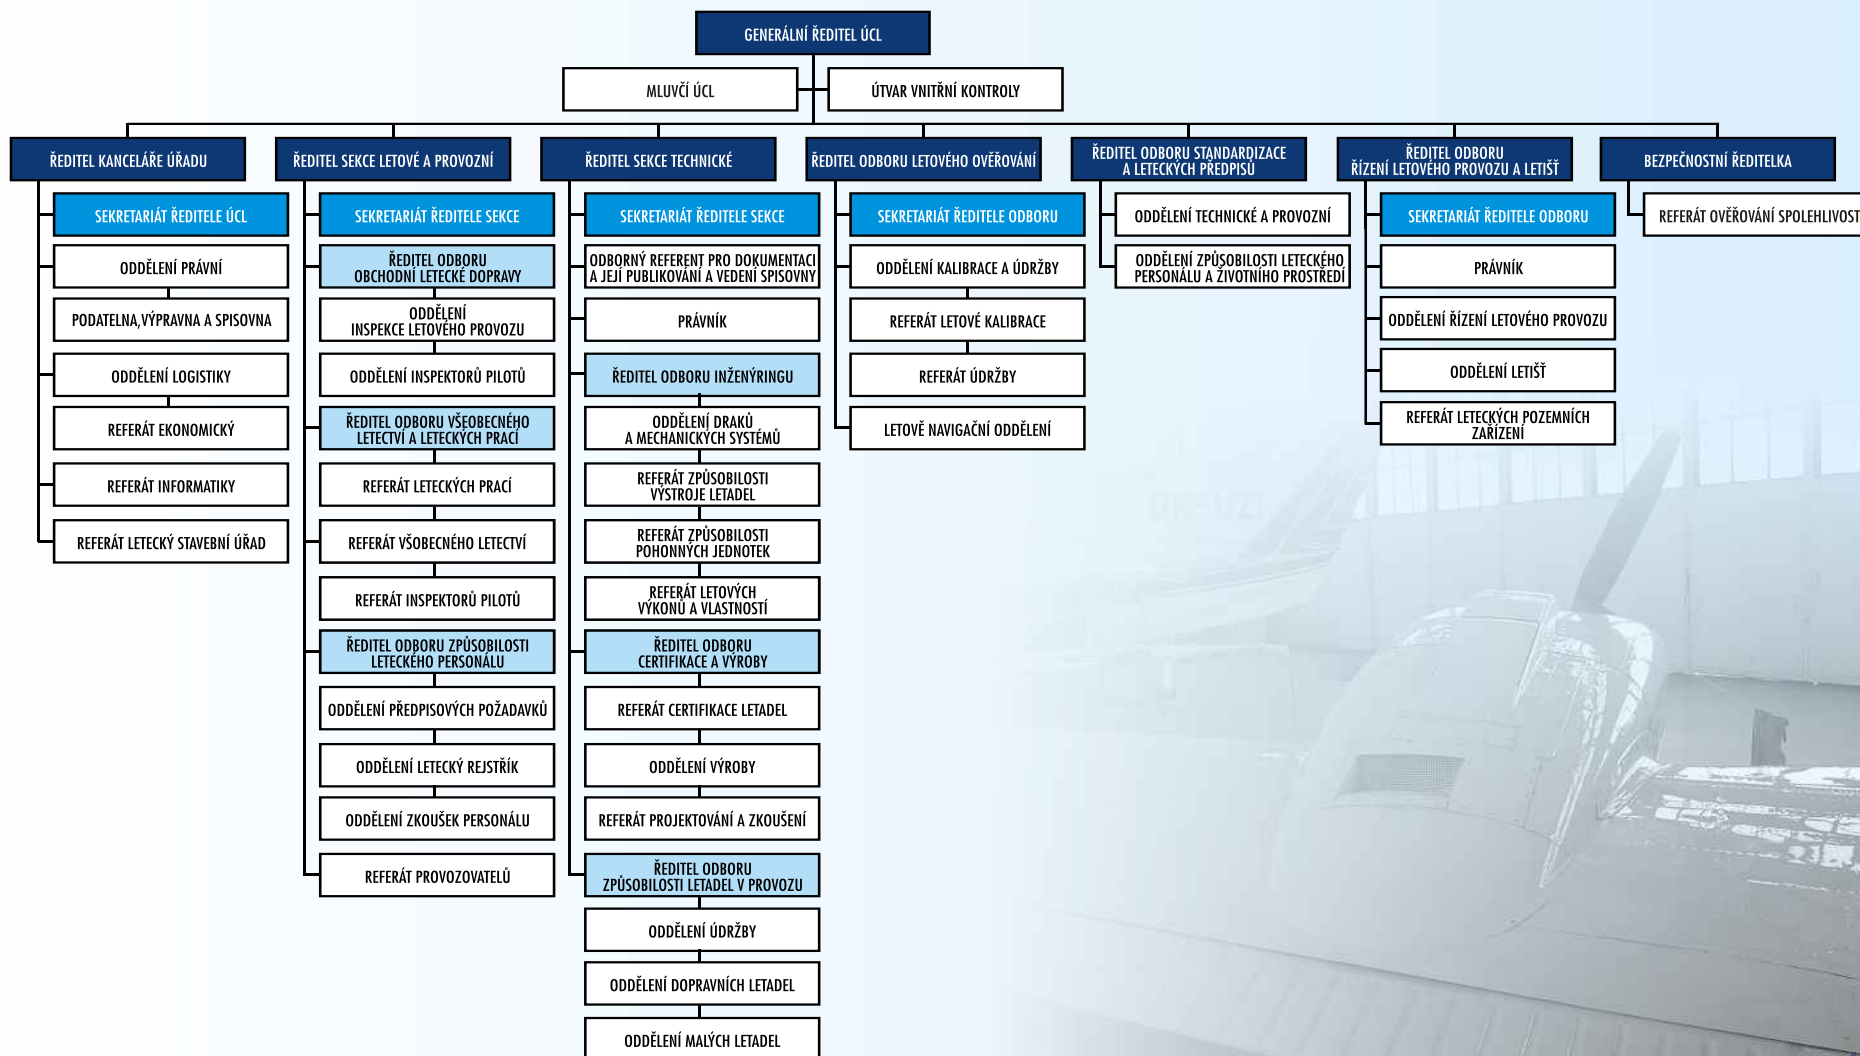 GENERÁLNÍ ŘEDITEL ÚCL
MLUVČÍ ÚCL
ÚTVAR VNITŘNÍ KONTROLY
ŘEDITEL KANCELÁŘE ÚŘADU
SEKRETARIÁT ŘEDITELE ÚCL
ODDĚLENÍ PRÁVNÍ
PODATELNA,VÝPRAVNA A SPISOVNA
ODDĚLENÍ LOGISTIKY
REFERÁT EKONOMICKÝ
REFERÁT INFORMATIKY
REFERÁT LETECKÝ STAVEBNÍ ÚŘAD
ŘEDITEL SEKCE LETOVÉ A PROVOZNÍ
SEKRETARIÁT ŘEDITELE SEKCE
ŘEDITEL ODBORU
OBCHODNÍ LETECKÉ DOPRAVY
ODDĚLENÍ
INSPEKCE LETOVÉHO PROVOZU
ODDĚLENÍ INSPEKTORŮ PILOTŮ
ŘEDITEL ODBORU VŠEOBECNÉHO
LETECTVÍ A LETECKÝCH PRACÍ
REFERÁT LETECKÝCH PRACÍ
REFERÁT VŠOBECNÉHO LETECTVÍ
REFERÁT INSPEKTORŮ PILOTŮ
ŘEDITEL ODBORU ZPŮSOBILOSTI
LETECKÉHO PERSONÁLU
ODDĚLENÍ PŘEDPISOVÝCH POŽADAVKŮ
ODDĚLENÍ LETECKÝ REJSTŘÍK
ODDĚLENÍ ZKOUŠEK PERSONÁLU
REFERÁT PROVOZOVATELŮ
ŘEDITEL SEKCE TECHNICKÉ
SEKRETARIÁT ŘEDITELE SEKCE
ODBORNÝ REFERENT PRO DOKUMENTACI
A JEJÍ PUBLIKOVÁNÍ A VEDENÍ SPISOVNY
PRÁVNÍK
ŘEDITEL ODBORU INŽENÝRINGU
ODDĚLENÍ DRAKŮ
A MECHANICKÝCH SYSTÉMŮ
REFERÁT ZPŮSOBILOSTI
VÝSTROJE LETADEL
REFERÁT ZPŮSOBILOSTI
POHONNÝCH JEDNOTEK
REFERÁT LETOVÝCH
VÝKONŮ A VLASTNOSTÍ
ŘEDITEL ODBORU
CERTIFIKACE A VÝROBY
REFERÁT CERTIFIKACE LETADEL
ODDĚLENÍ VÝROBY
REFERÁT PROJEKTOVÁNÍ A ZKOUŠENÍ
ŘEDITEL ODBORU
ZPŮSOBILOSTI LETADEL V PROVOZU
ODDĚLENÍ ÚDRŽBY
ODDĚLENÍ DOPRAVNÍCH LETADEL
ODDĚLENÍ MALÝCH LETADEL
ŘEDITEL ODBORU LETOVÉHO OVĚŘOVÁNÍ
SEKRETARIÁT ŘEDITELE ODBORU
ODDĚLENÍ KALIBRACE A ÚDRŽBY
REFERÁT LETOVÉ KALIBRACE
REFERÁT ÚDRŽBY
LETOVĚ NAVIGAČNÍ ODDĚLENÍ
ŘEDITEL ODBORU STANDARDIZACE
A LETECKÝCH PŘEDPISŮ
ODDĚLENÍ TECHNICKÉ A PROVOZNÍ
ODDĚLENÍ ZPŮSOBILOSTI LETECKÉHO
PERSONÁLU A ŽIVOTNÍHO PROSTŘEDÍ
ŘEDITEL ODBORU
ŘÍZENÍ LETOVÉHO PROVOZU A LETIŠŤ
SEKRETARIÁT ŘEDITELE ODBORU
PRÁVNÍK
ODDĚLENÍ ŘÍZENÍ LETOVÉHO PROVOZU
ODDĚLENÍ LETIŠŤ
REFERÁT LETECKÝCH POZEMNÍCH
ZAŘÍZENÍ
BEZPEČNOSTNÍ ŘEDITELKA
REFERÁT OVĚŘOVÁNÍ SPOLEHLIVOST